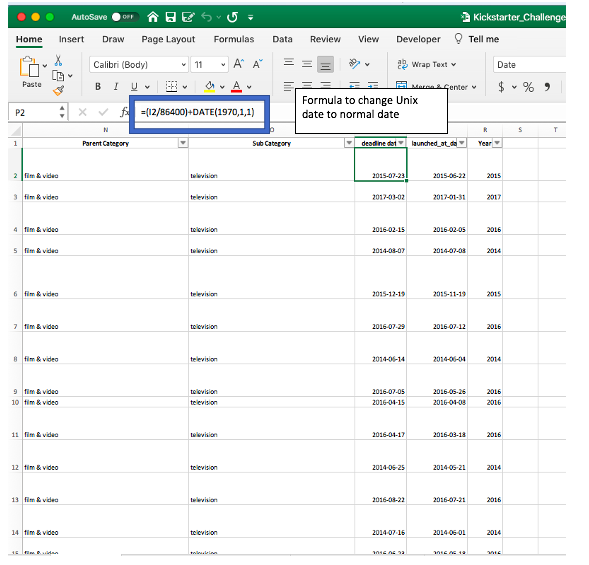 AutoSave OFF Kickstarter_Challenge
Home Insert Draw Page Layout Formulas Data Review View Developer Tell me
Paste Calibri (Body) 11 A A Wrap Text Date
B I U A Merge & Center $ % 9
P2 fx =(I2/86400)+DATE(1970,1,1)
Formula to change Unix
date to normal date
N O R S T
1 Parent Category Sub Category deadline dat launched_at_da Year
2 film & video television 2015-07-23 2015-06-22 2015
3 film & video television 2017-03-02 2017-01-31 2017
4 film & video television 2016-02-15 2016-02-05 2016
5 film & video television 2014-08-07 2014-07-08 2014
6 film & video television 2015-12-19 2015-11-19 2015
7 film & video television 2016-07-29 2016-07-12 2016
8 film & video television 2014-06-14 2014-06-04 2014
9 film & video television 2016-07-05 2016-05-26 2016
10 film & video television 2016-04-15 2016-04-08 2016
11 film & video television 2016-04-17 2016-03-18 2016
12 film & video television 2014-06-25 2014-05-21 2014
13 film & video television 2016-08-22 2016-07-21 2016
14 film & video television 2014-07-16 2014-06-01 2014
15 film & video television